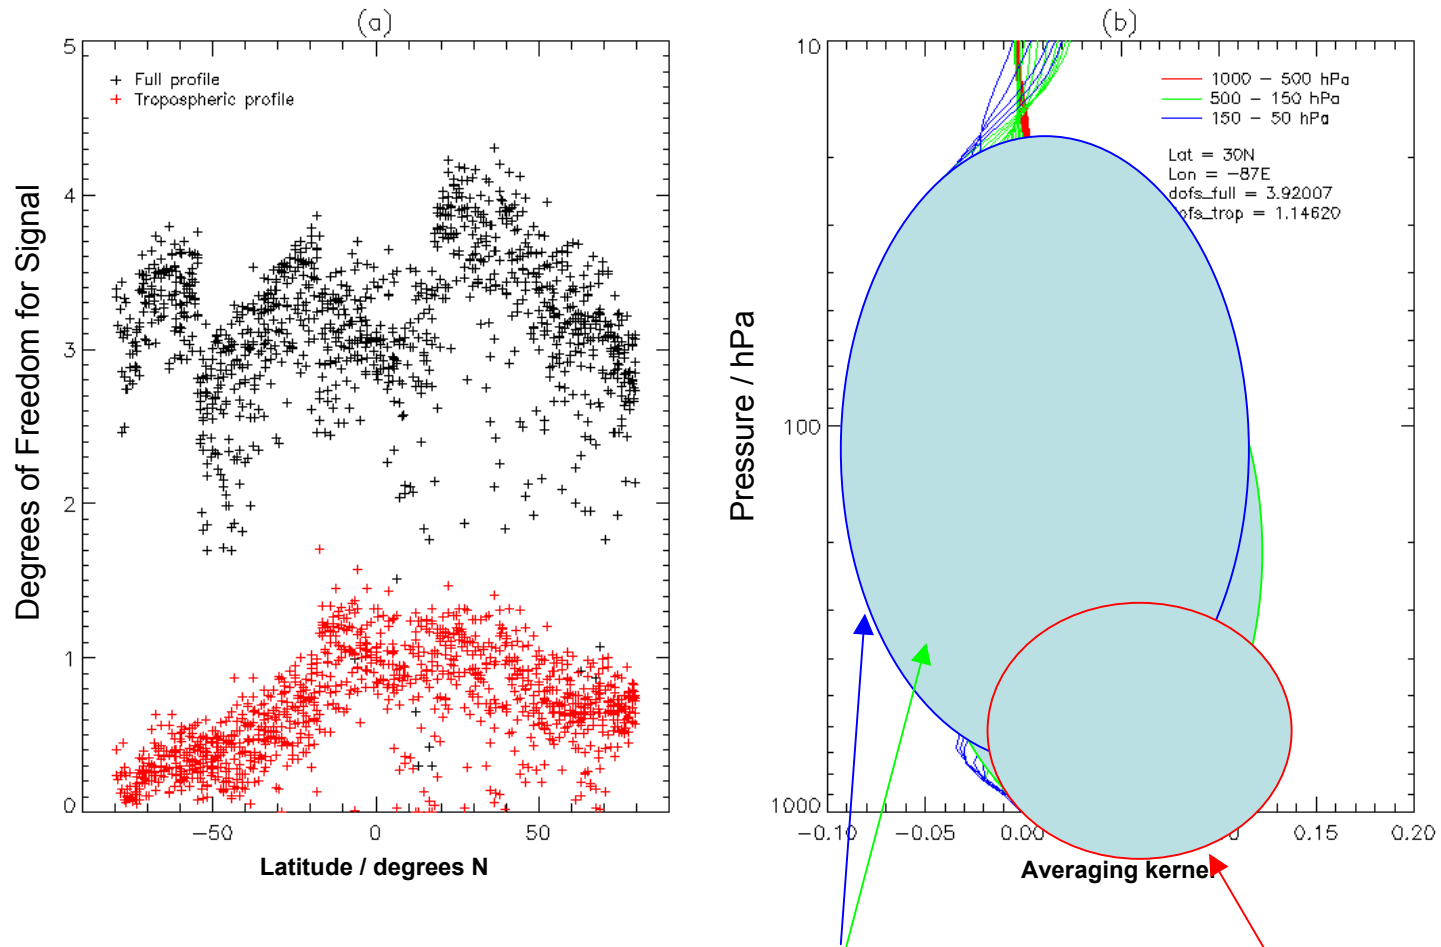 (a)
5
4
3
2
1
0
Degrees of Freedom for Signal
+ Full profile
+ Tropospheric profile
−50 0 50
Latitude / degrees N
(b)
10
100
1000
Pressure / hPa
1000 − 500 hPa
500 − 150 hPa
150 − 50 hPa
Lat = 30N
Lon = −87E
dofs_full = 3.92007
ofs_trop = 1.14620
−0.10 −0.05 0.00 0.15 0.20
Averaging kernel